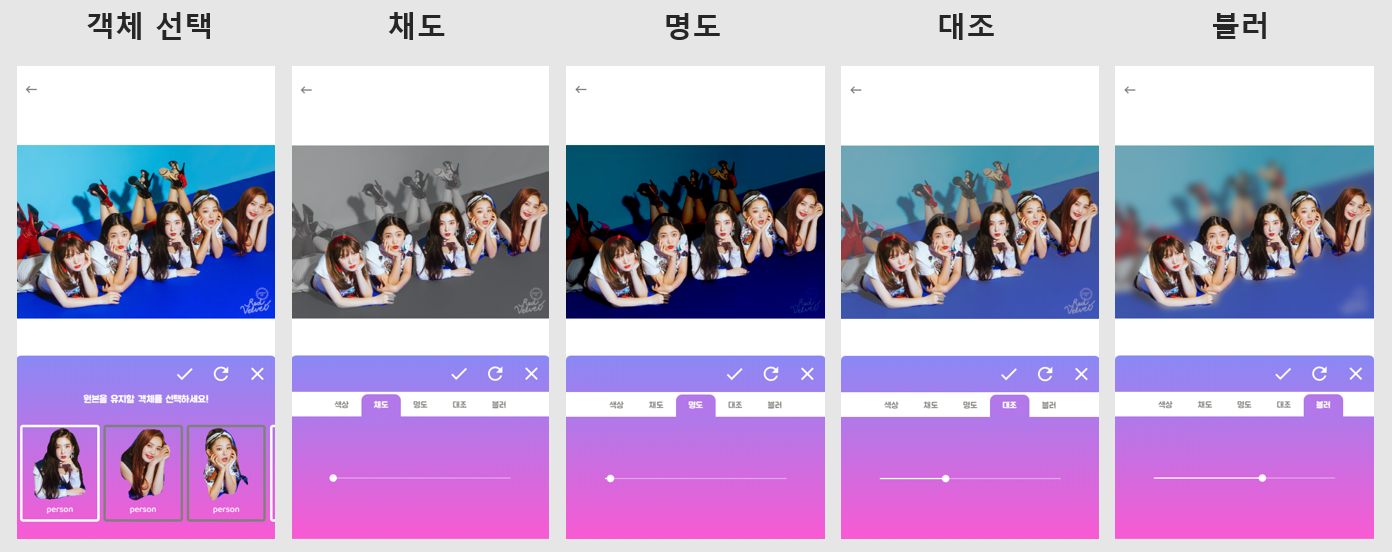 객체 선택
채도
명도
대조
블러
원본을 유지할 객체를 선택하세요!
person
person
person
Red Velvet
색상 채도 명도 대조 블러
Red Velvet
색상 채도 명도 대조 블러
색상 채도 명도 대조 블러
Red Velvet
색상 채도 명도 대조 블러